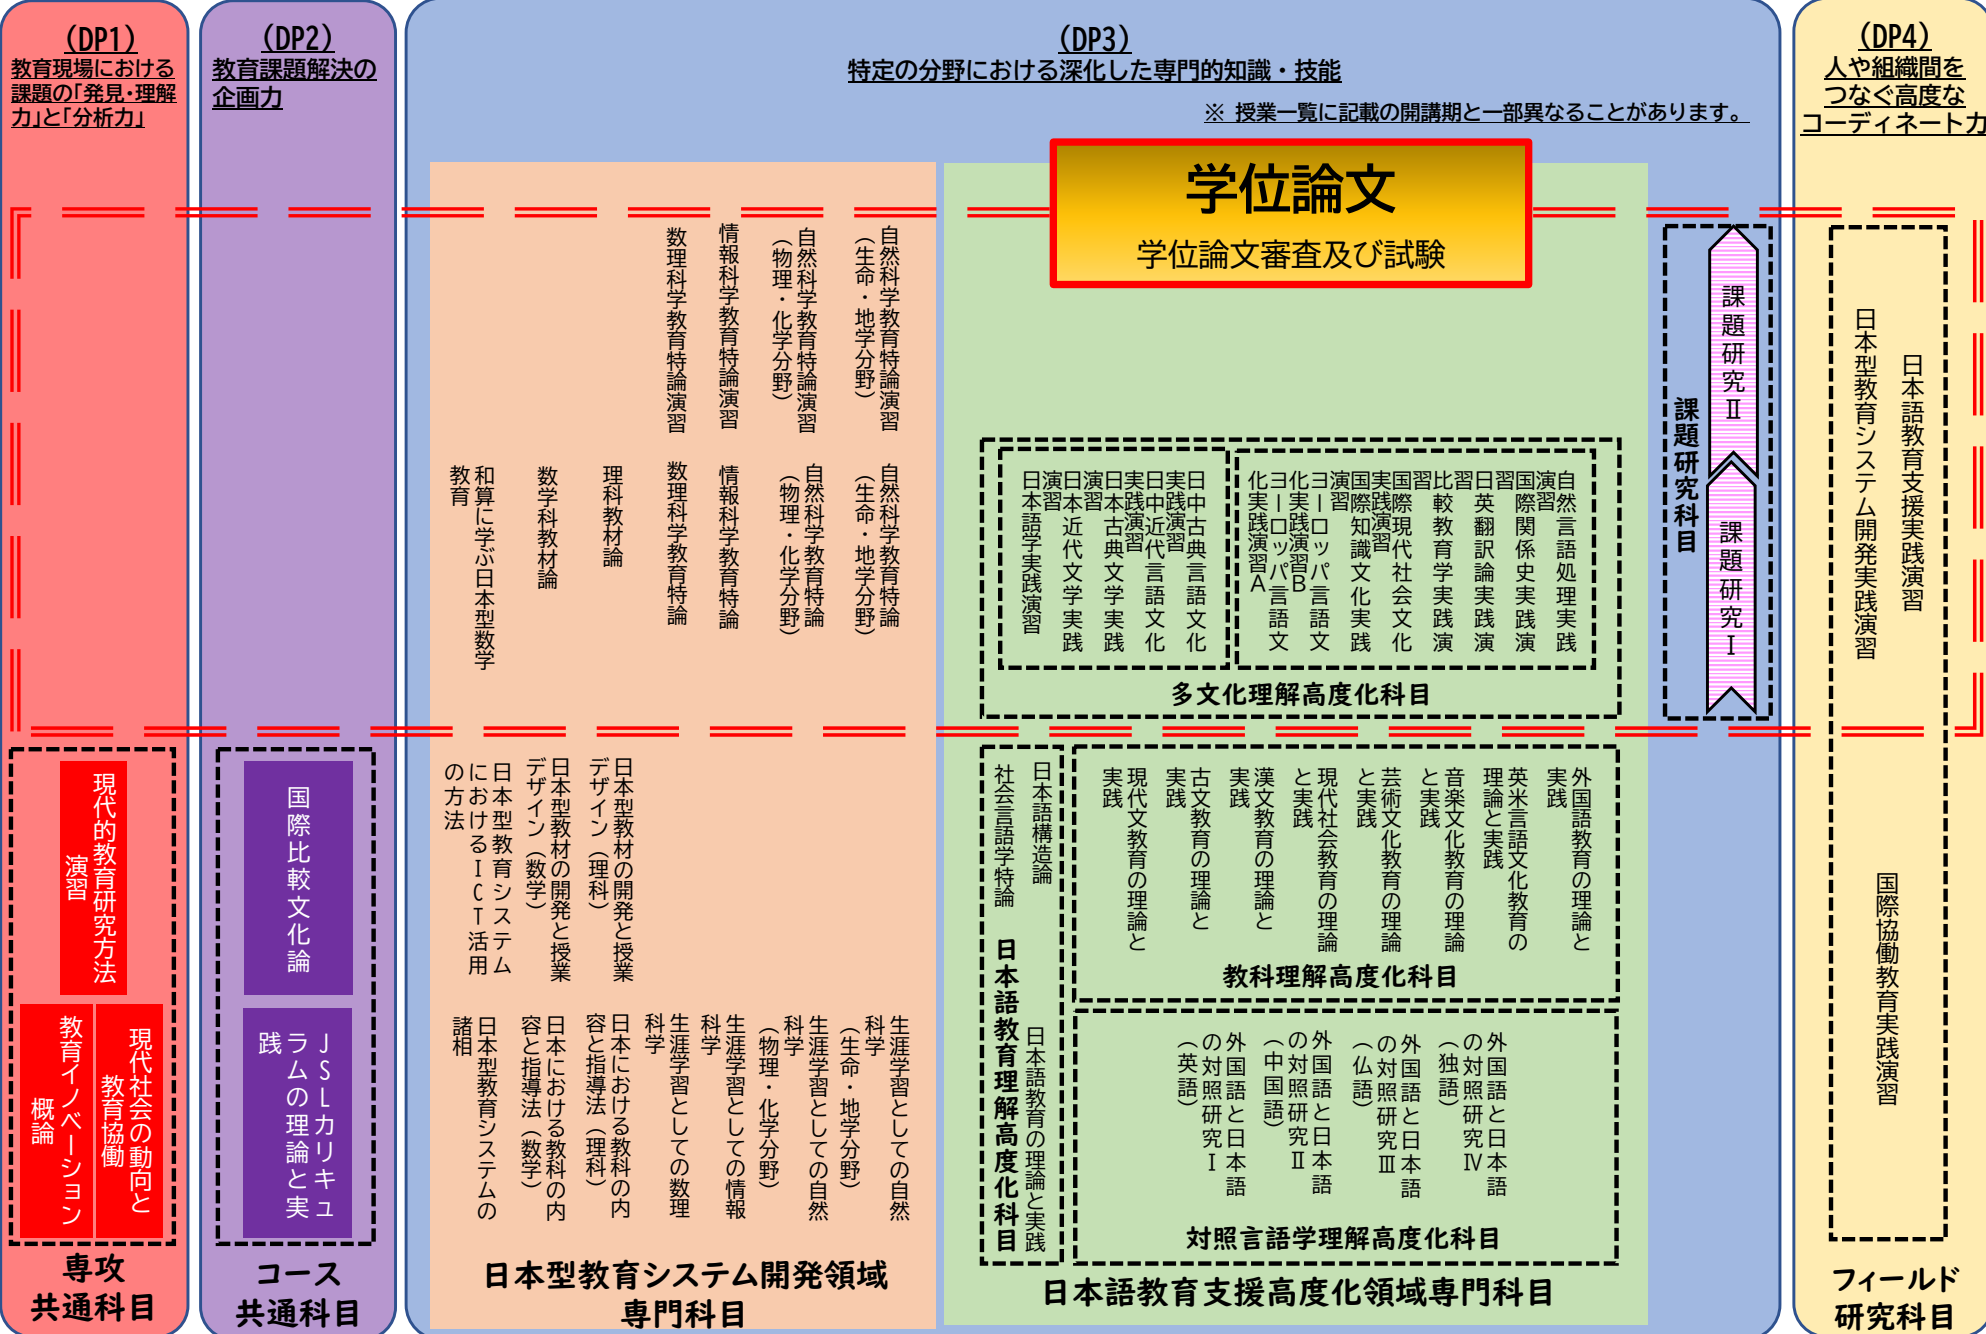 （DP1）
教育現場における
課題の「発見・理解
力」と「分析力」
現代的教育研究方法
演習
現代社会の動向と
教育協働
教育イノベーション
概論
専攻
共通科目
（DP2）
教育課題解決の
企画力
国際比較文化論
JSLカリキュ
ラムの理論と実
践
コース
共通科目
（DP3）
特定の分野における深化した専門的知識・技能
※ 授業一覧に記載の開講期と一部異なることがあります。
学位論文
学位論文審査及び試験
自然科学教育特論演習
（生命・地学分野）
自然科学教育特論演習
（物理・化学分野）
情報科学教育特論演習
数理科学教育特論演習
自然科学教育特論
（生命・地学分野）
自然科学教育特論
（物理・化学分野）
情報科学教育特論
数理科学教育特論
理科教材論
数学科教材論
和算に学ぶ日本型数学
教育
日本型教材の開発と授業
デザイン（理科）
日本型教材の開発と授業
デザイン（数学）
日本型教育システム
におけるICT活用
の方法
生涯学習としての自然
科学
（生命・地学分野）
生涯学習としての自然
科学
（物理・化学分野）
生涯学習としての情報
科学
生涯学習としての数理
科学
日本における教科の内
容と指導法（理科）
日本における教科の内
容と指導法（数学）
日本型教育システムの
諸相
日本型教育システム開発領域
専門科目
自然言語処理実践
演習
国際関係史実践演
習
日英翻訳論実践演
習
比較教育学実践演
習
国際現代社会文化
実践演習
国際知識文化実践
演習
ヨーロッパ言語文
化実践演習B
ヨーロッパ言語文
化実践演習A
日中古典言語文化
実践演習
日中近代言語文化
実践演習
日本古典文学実践
演習
日本近代文学実践
演習
日本語学実践演習
多文化理解高度化科目
外国語教育の理論と
実践
英米言語文化教育の
理論と実践
音楽文化教育の理論
と実践
芸術文化教育の理論
と実践
現代社会教育の理論
と実践
漢文教育の理論と
実践
古文教育の理論と
実践
現代文教育の理論と
実践
教科理解高度化科目
日本語構造論
社会言語学特論
日本語教育の理論と実践
日本語教育理解高度化科目
外国語と日本語
の対照研究Ⅳ
（独語）
外国語と日本語
の対照研究Ⅲ
（仏語）
外国語と日本語
の対照研究Ⅱ
（中国語）
外国語と日本語
の対照研究Ⅰ
（英語）
対照言語学理解高度化科目
日本語教育支援高度化領域専門科目
課題研究Ⅱ
課題研究Ⅰ
課題研究科目
（DP4）
人や組織間を
つなぐ高度な
コーディネート力
日本語教育支援実践演習
日本型教育システム開発実践演習
国際協働教育実践演習
フィールド
研究科目